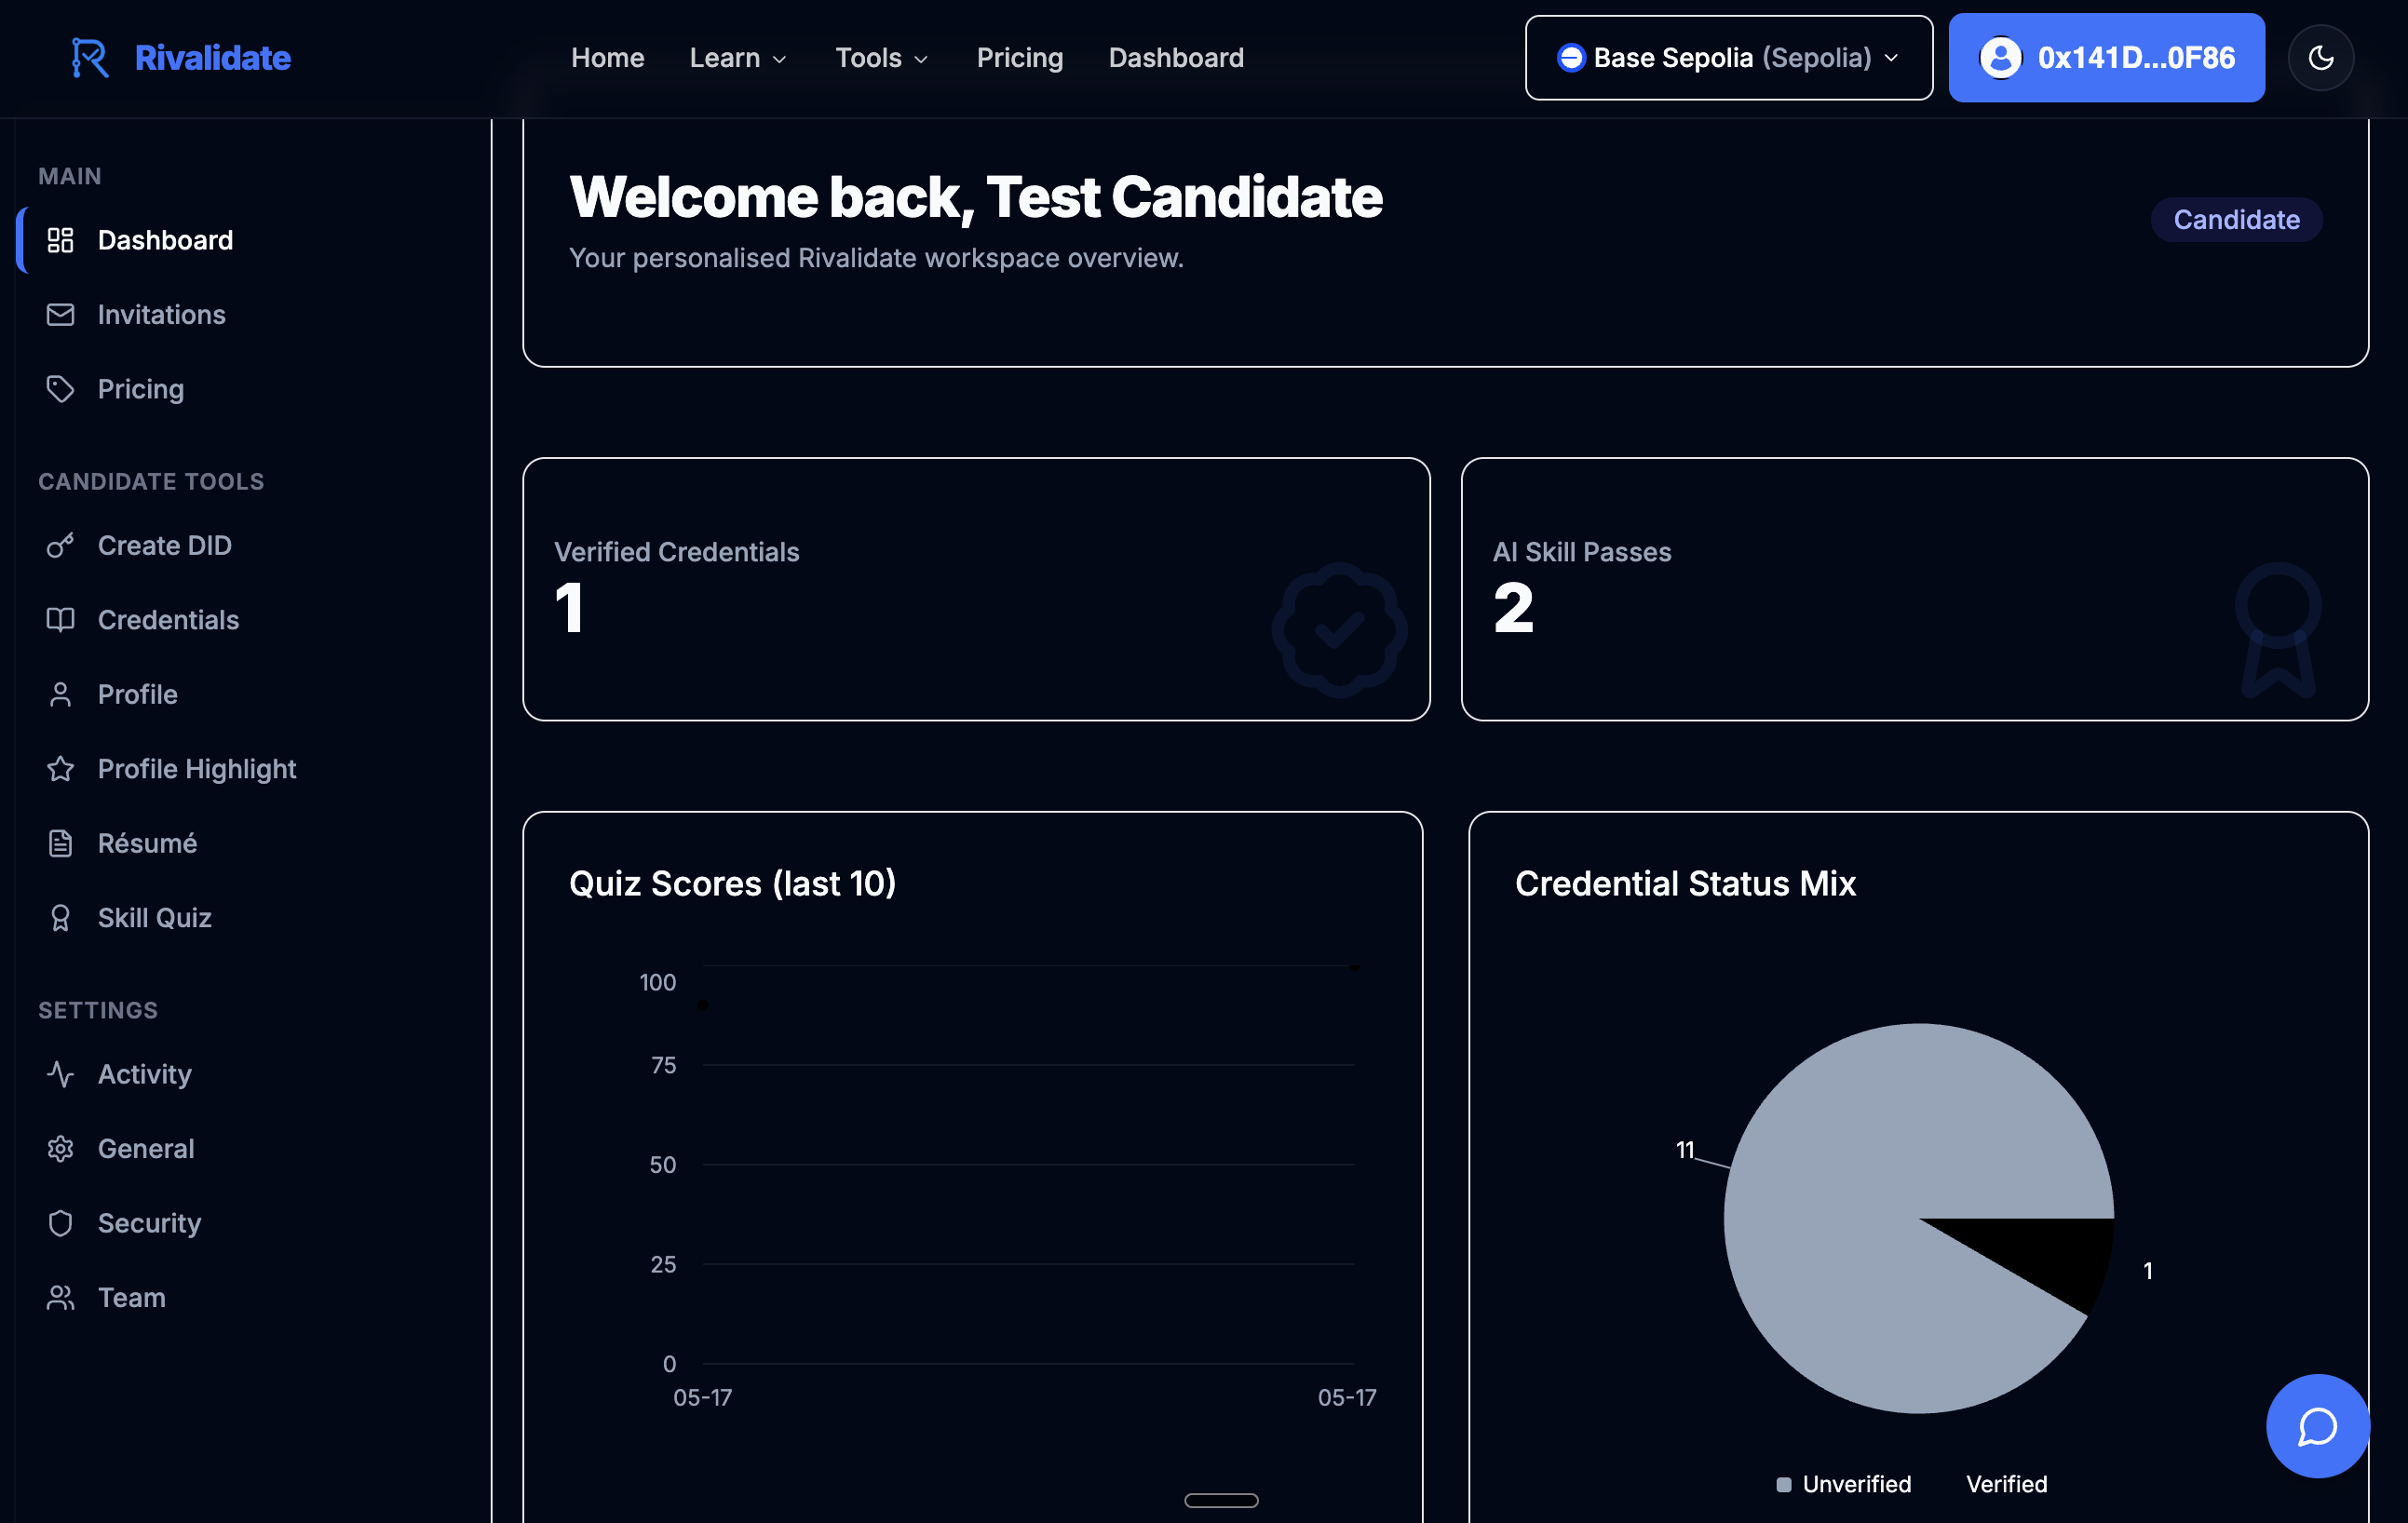 Rivalidate
Home
Learn
Tools
Pricing
Dashboard
Base Sepolia (Sepolia)
0x141D...0F86
MAIN
Dashboard
Invitations
Pricing
CANDIDATE TOOLS
Create DID
Credentials
Profile
Profile Highlight
Résumé
Skill Quiz
SETTINGS
Activity
General
Security
Team
Welcome back, Test Candidate
Your personalised Rivalidate workspace overview.
Candidate
Verified Credentials
1
AI Skill Passes
2
Quiz Scores (last 10)
100
75
50
25
0
05-17
05-17
Credential Status Mix
11
1
Unverified
Verified